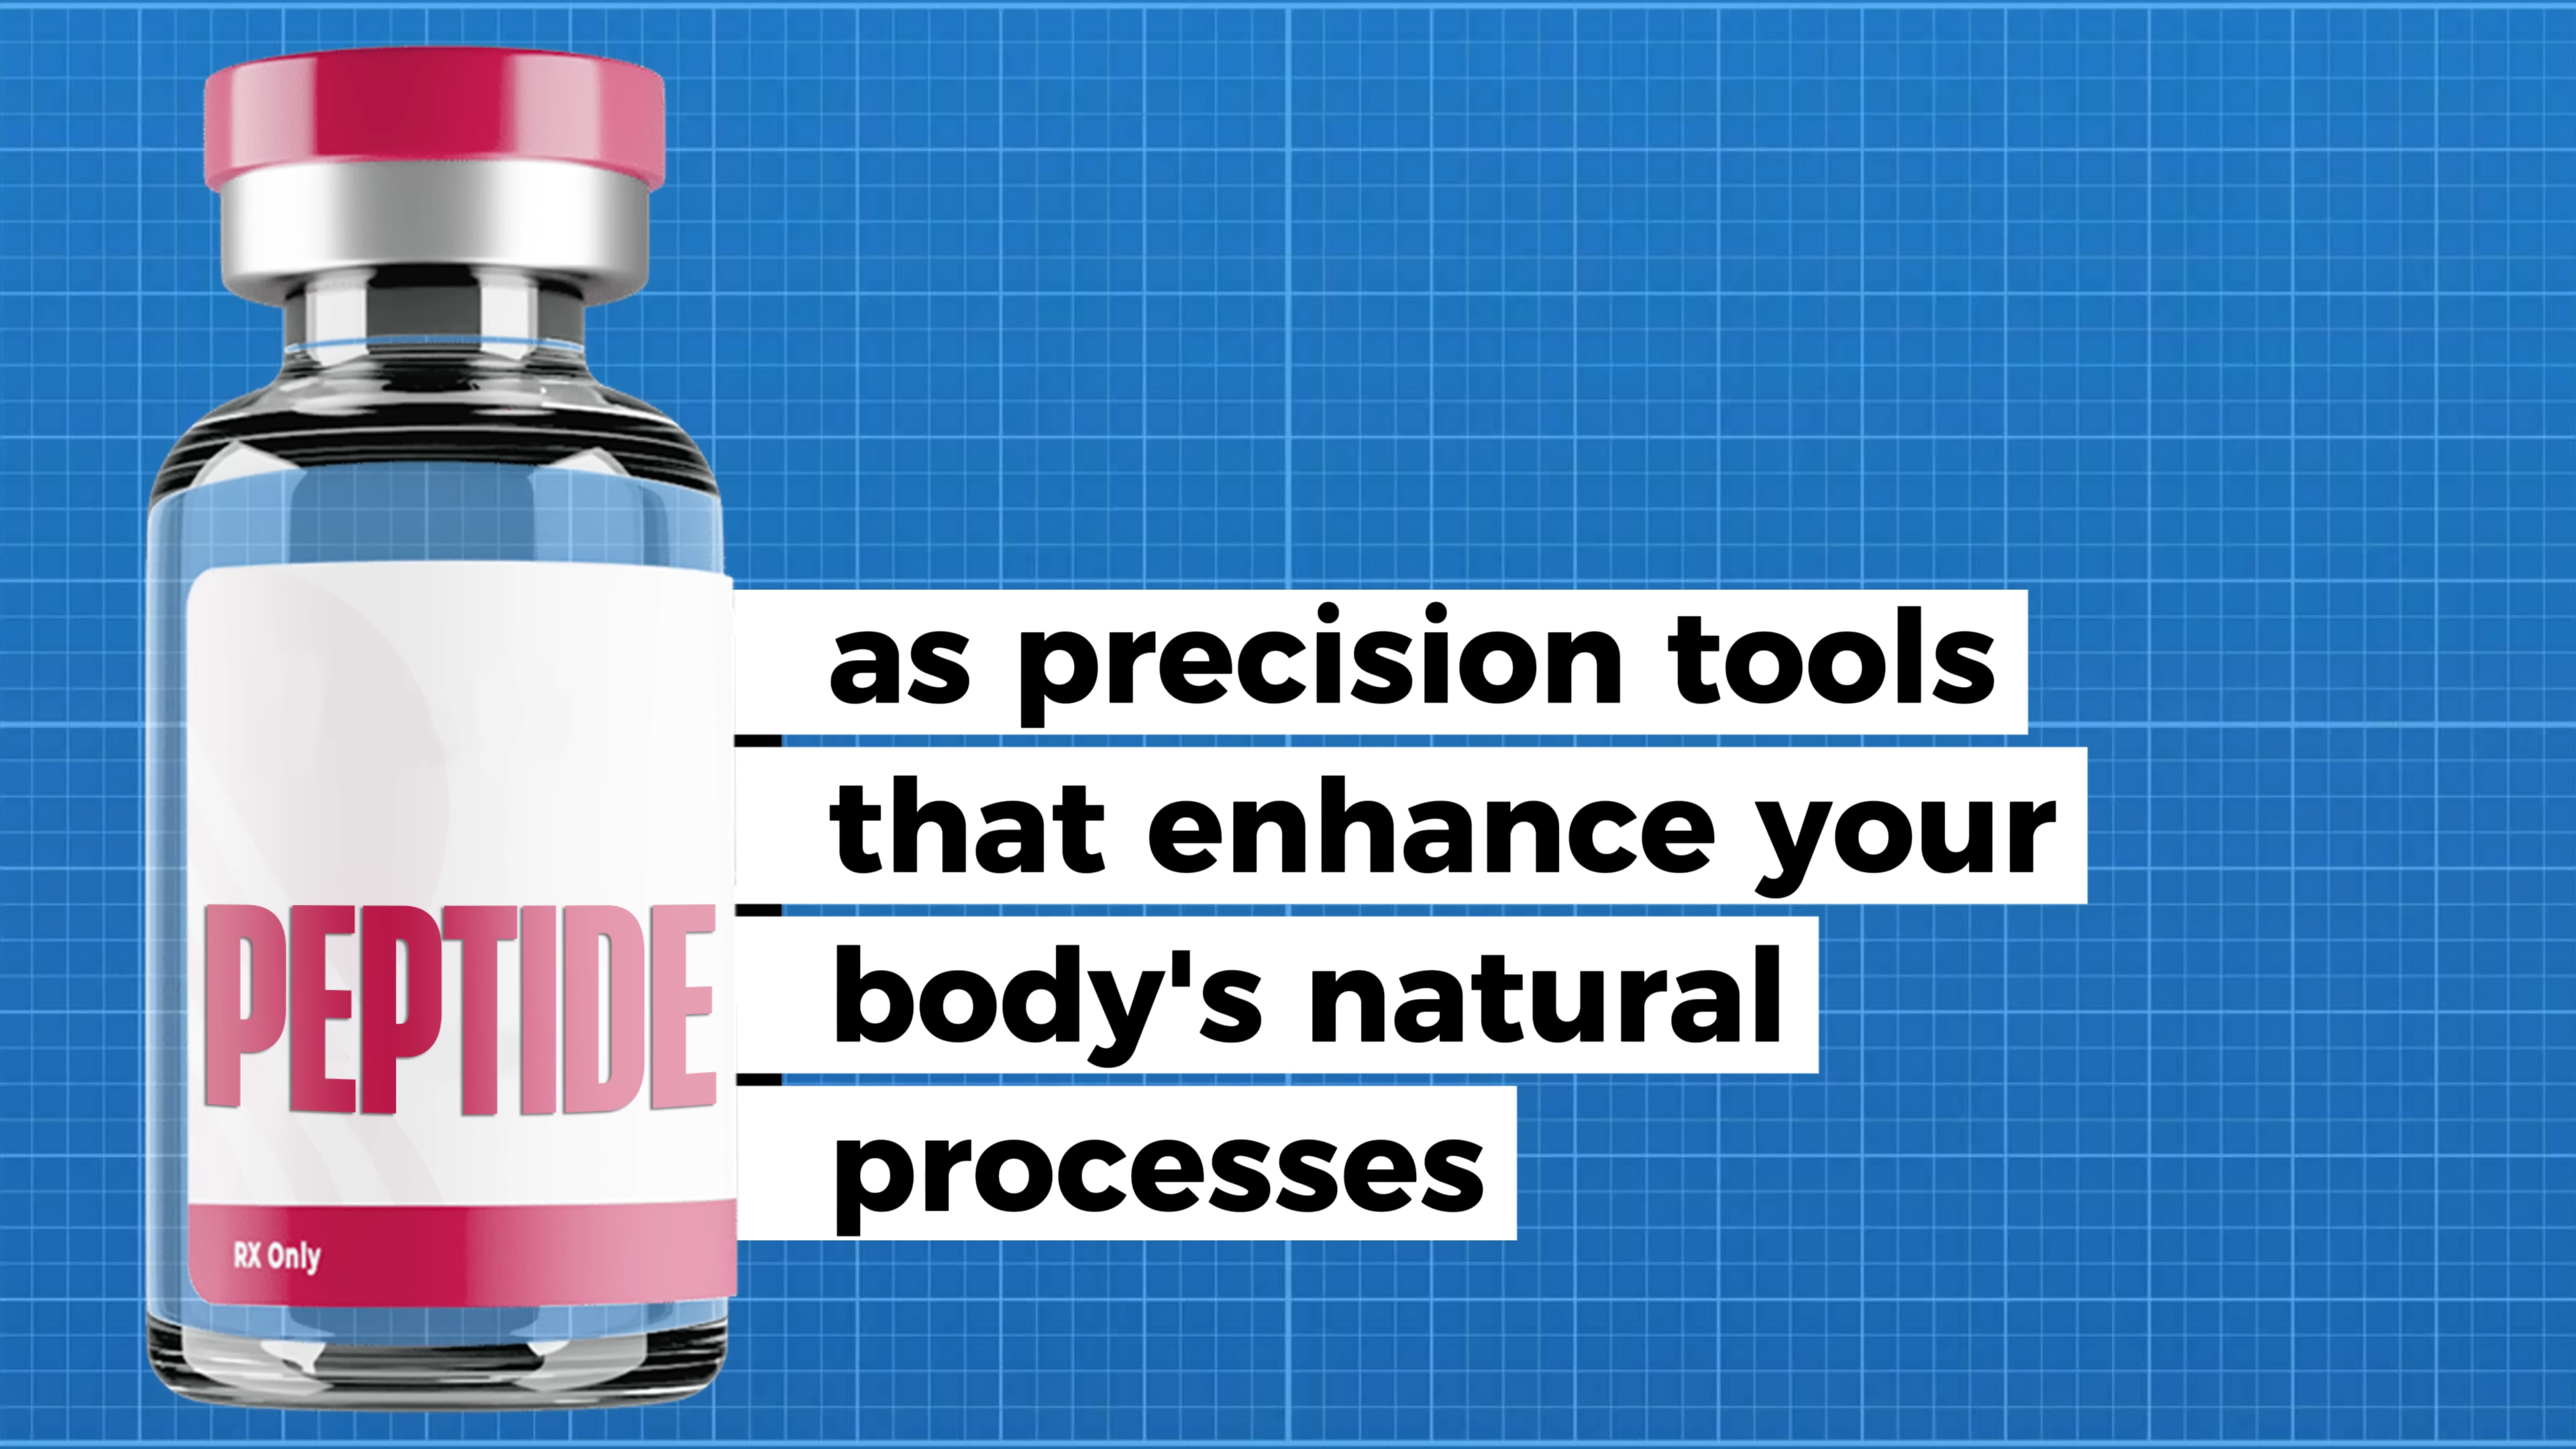 PEPTIDE
RX Only
as precision tools
that enhance your
body's natural
processes